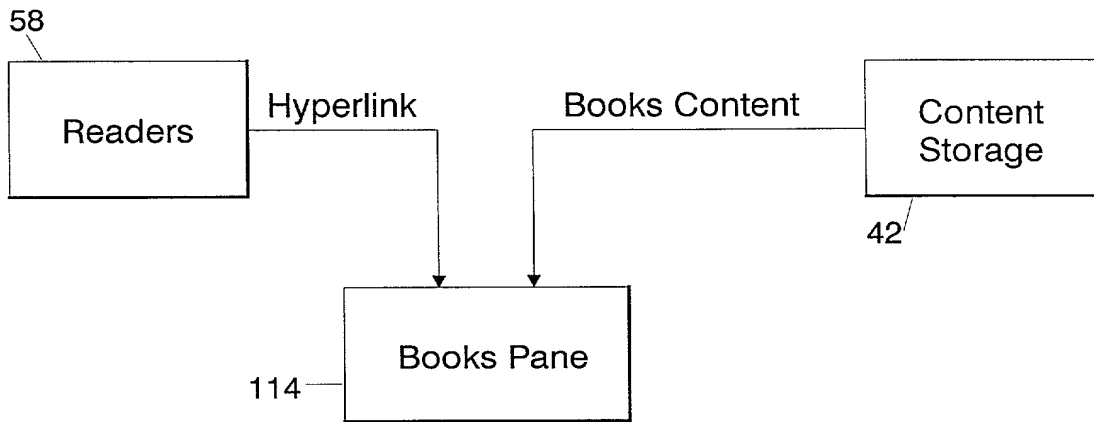 58
Readers
Hyperlink
Books Content
Content
Storage
42
Books Pane
114